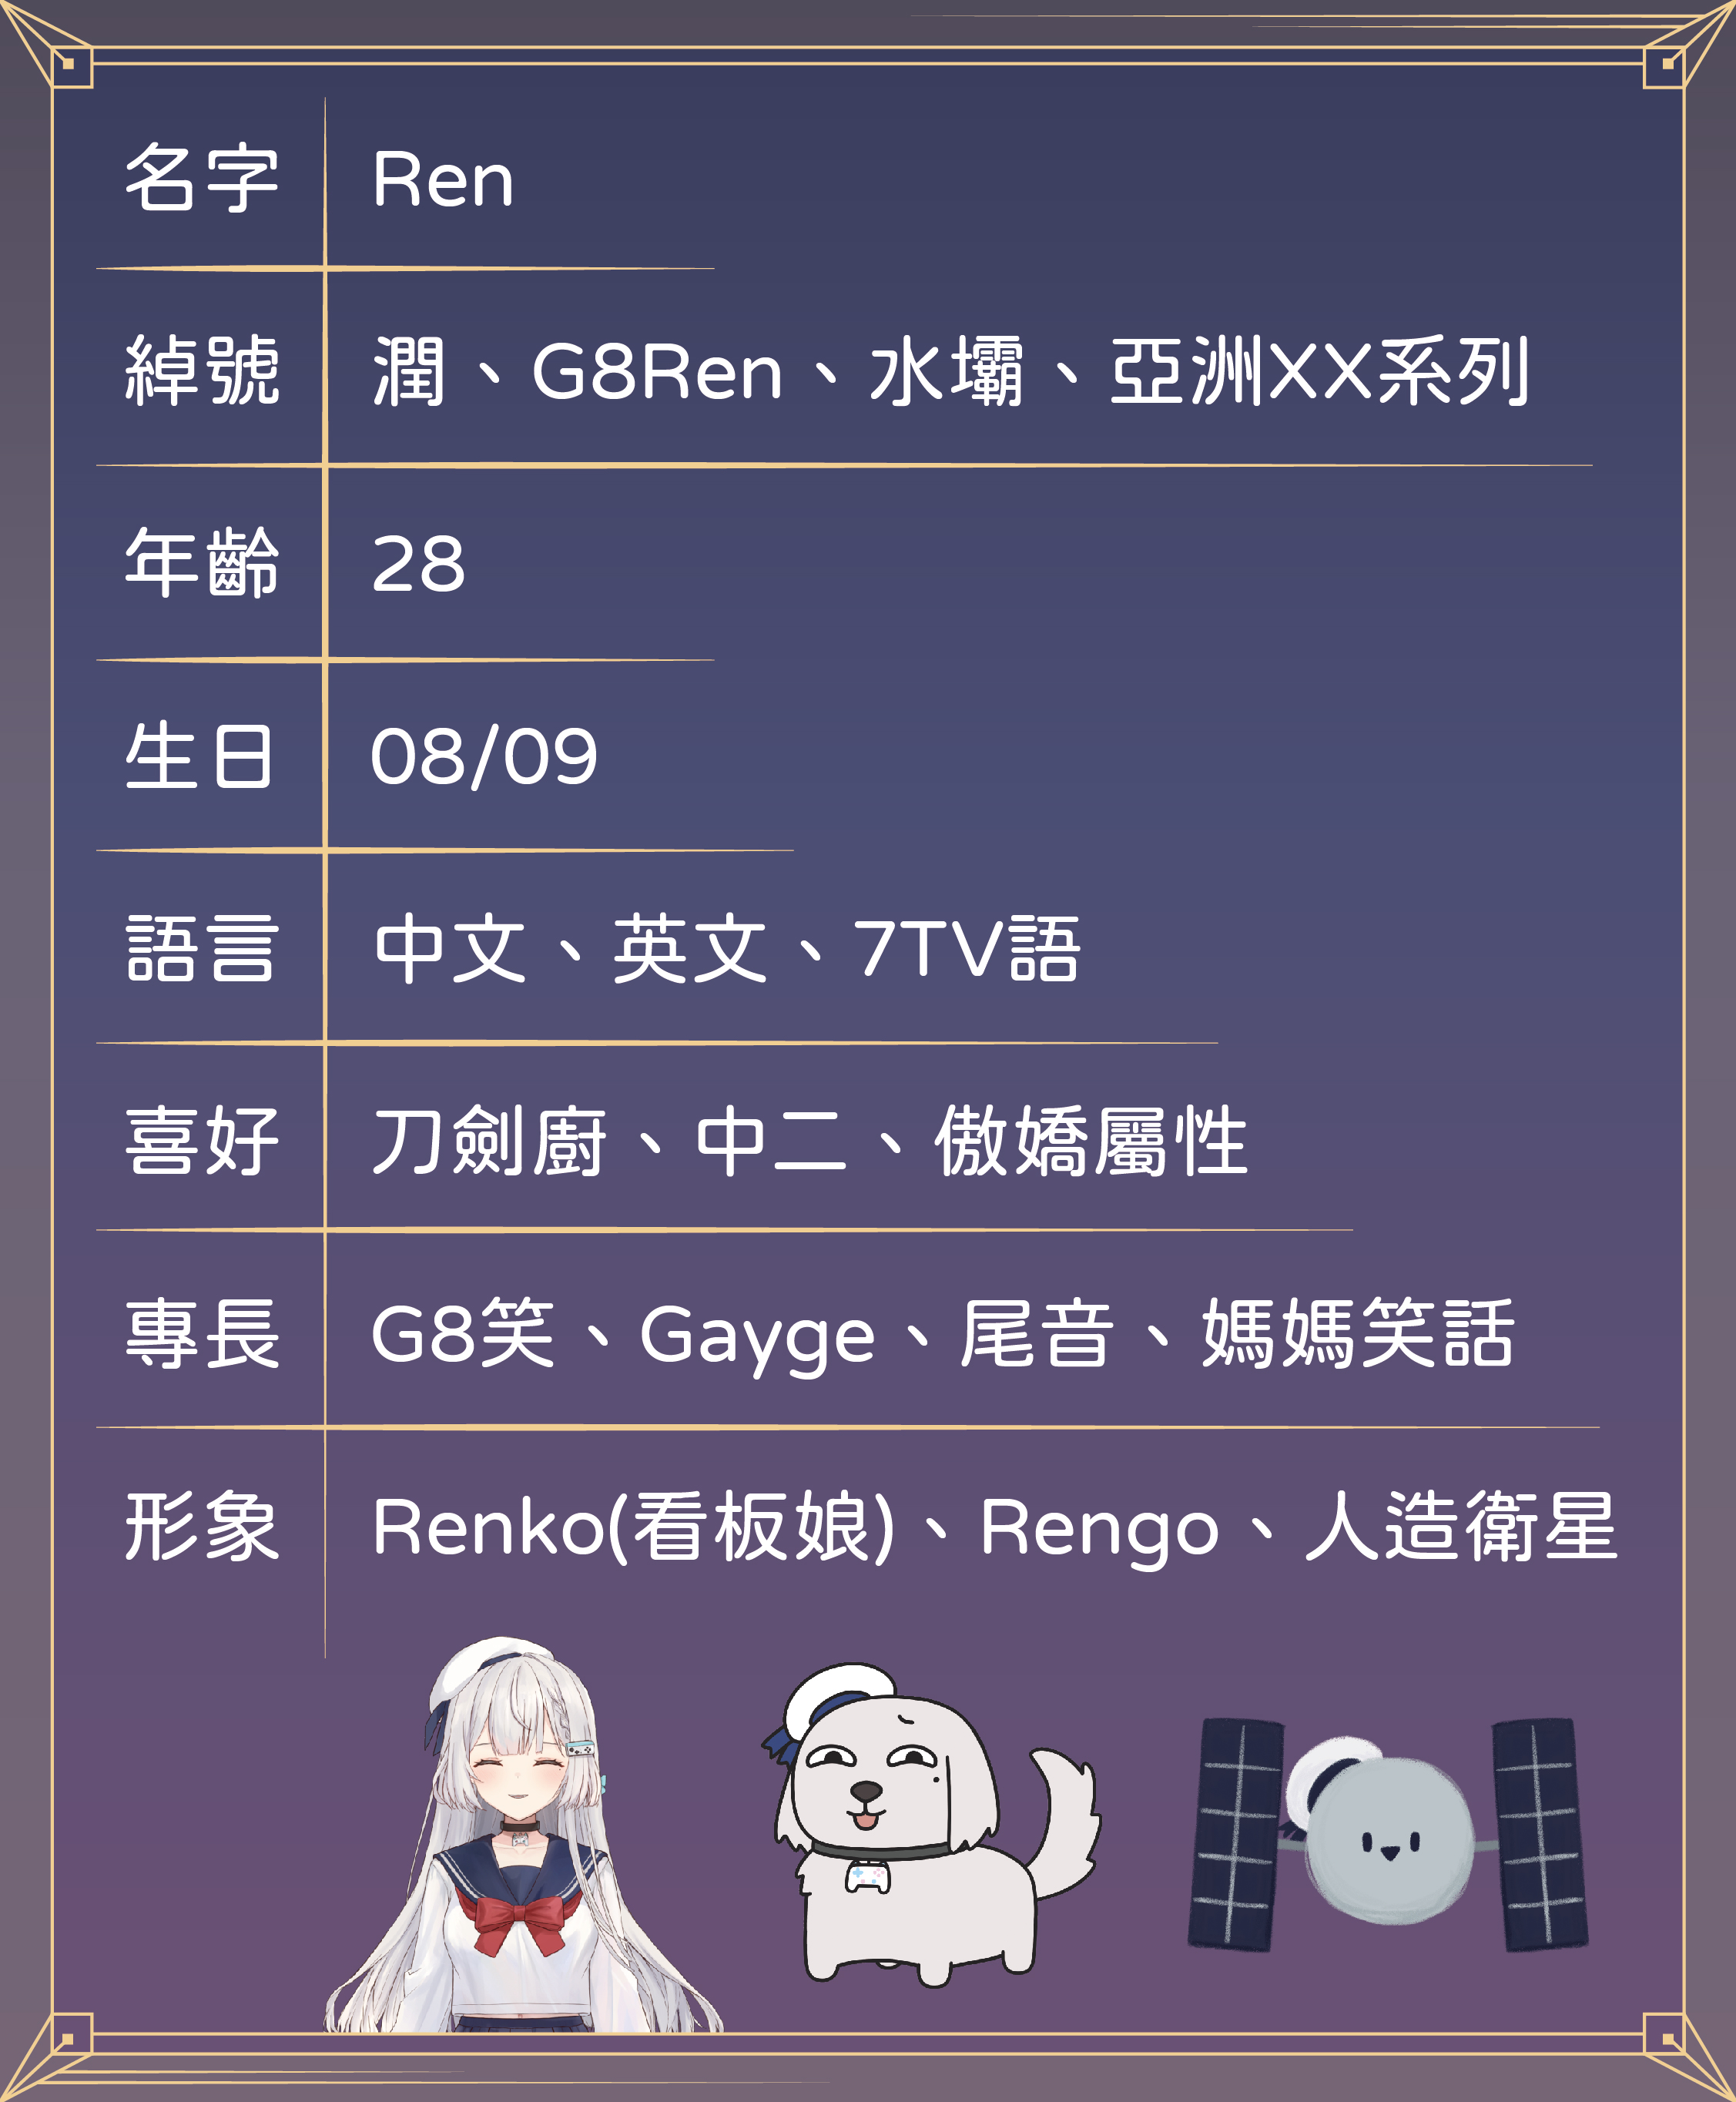 名字 Ren
綽號 潤、G8Ren、水壩、亞洲XX系列
年齡 28
生日 08/09
語言 中文、英文、7TV語
喜好 刀劍廚、中二、傲嬌屬性
專長 G8笑、Gayge、尾音、媽媽笑話
形象 Renko(看板娘)、Rengo、人造衛星